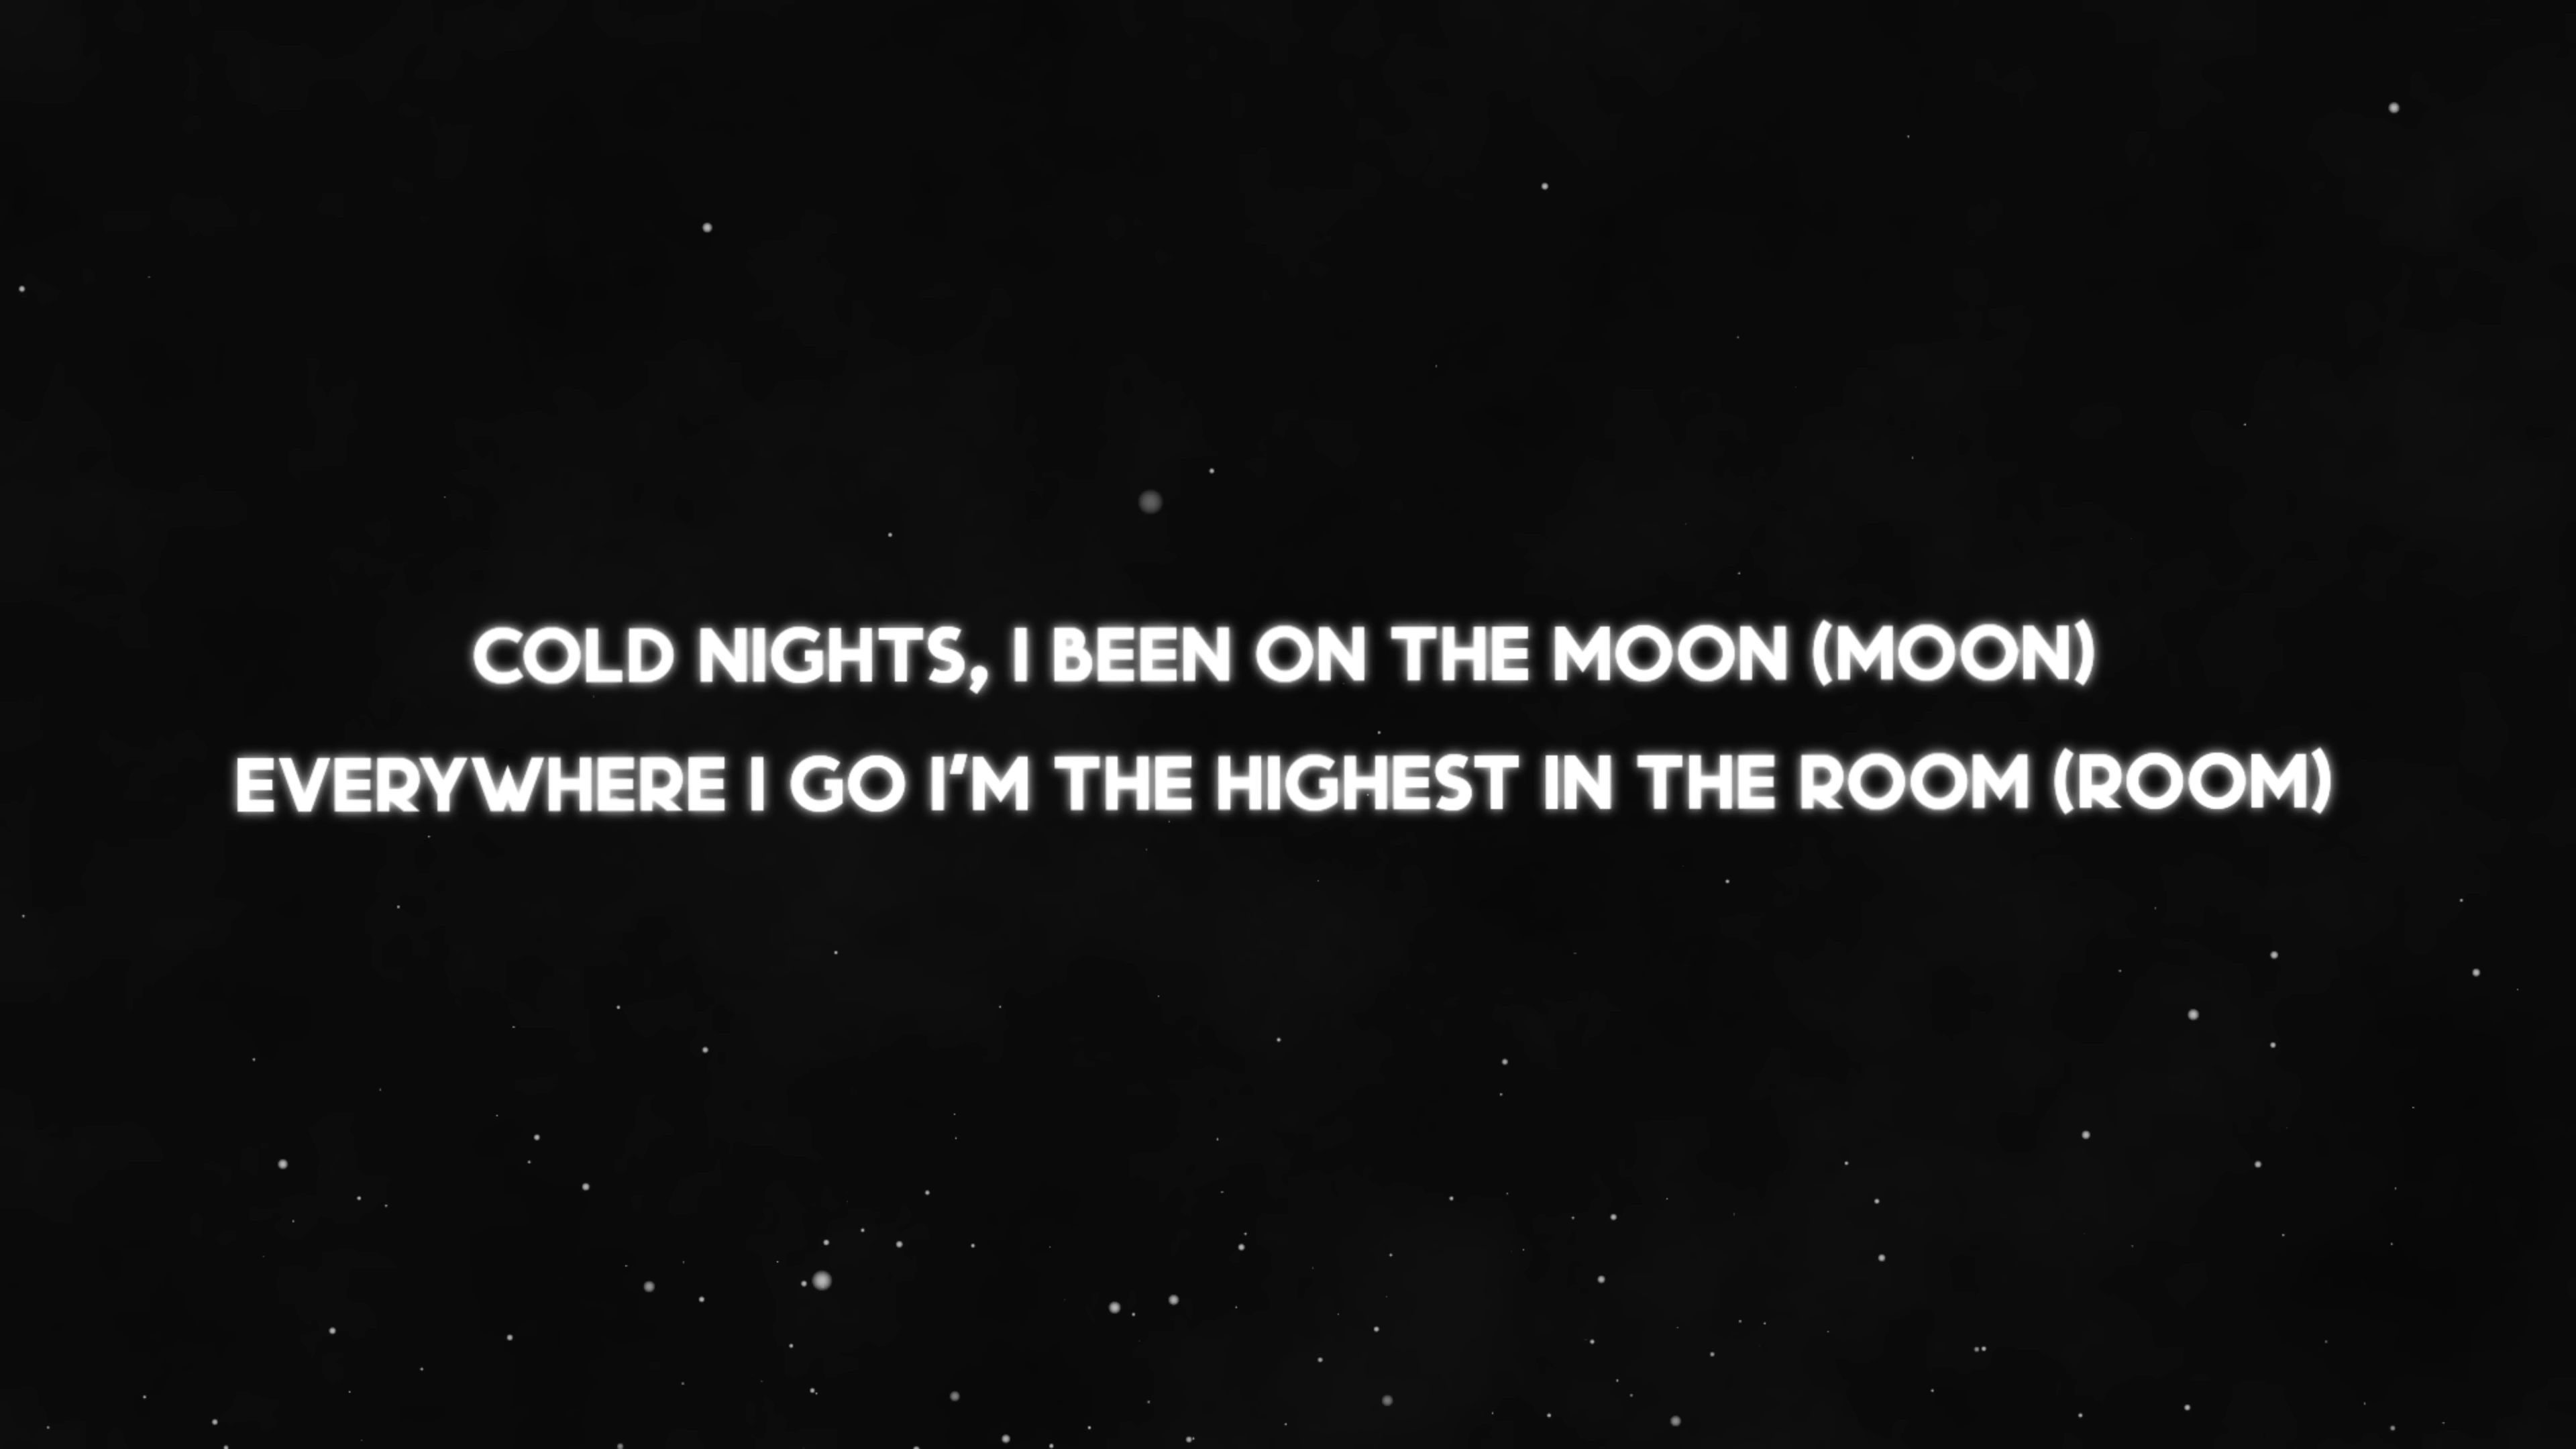 COLD NIGHTS, I BEEN ON THE MOON (MOON)
EVERYWHERE I GO I'M THE HIGHEST IN THE ROOM (ROOM)